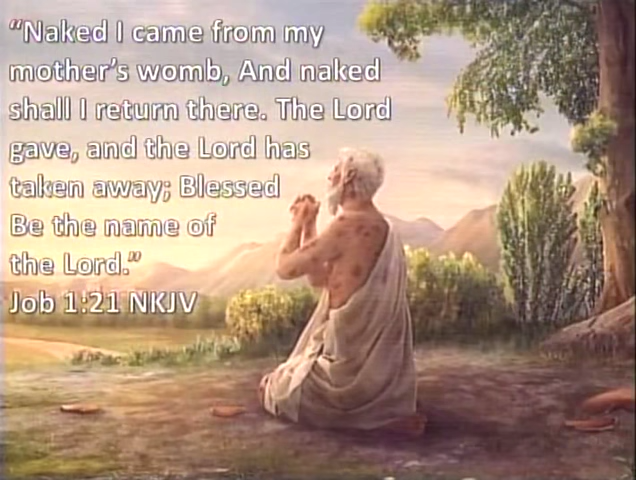 “Naked I came from my
mother’s womb, And naked
shall I return there. The Lord
gave, and the Lord has
taken away; Blessed
Be the name of
the Lord.”
Job 1:21 NKJV